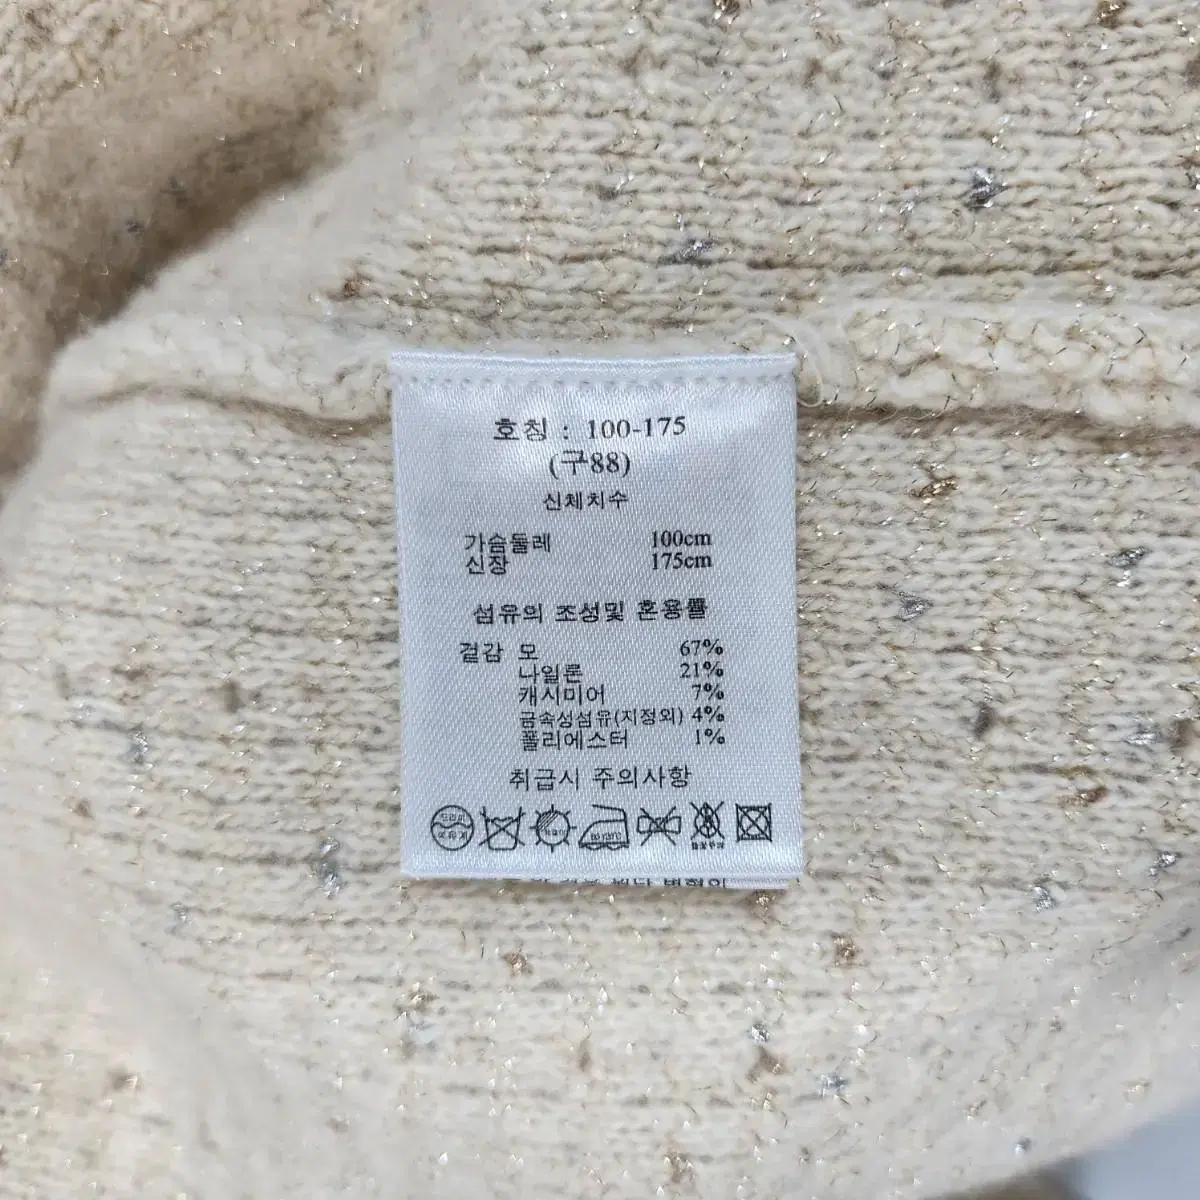 호칭 : 100-175
(구88)
신체치수
가슴둘레 100cm
신장 175cm
섬유의 조성및 혼용률
겉감 모 67%
나일론 21%
캐시미어 7%
금속성섬유(지정외) 4%
폴리에스터 1%
취급시 주의사항
드라이